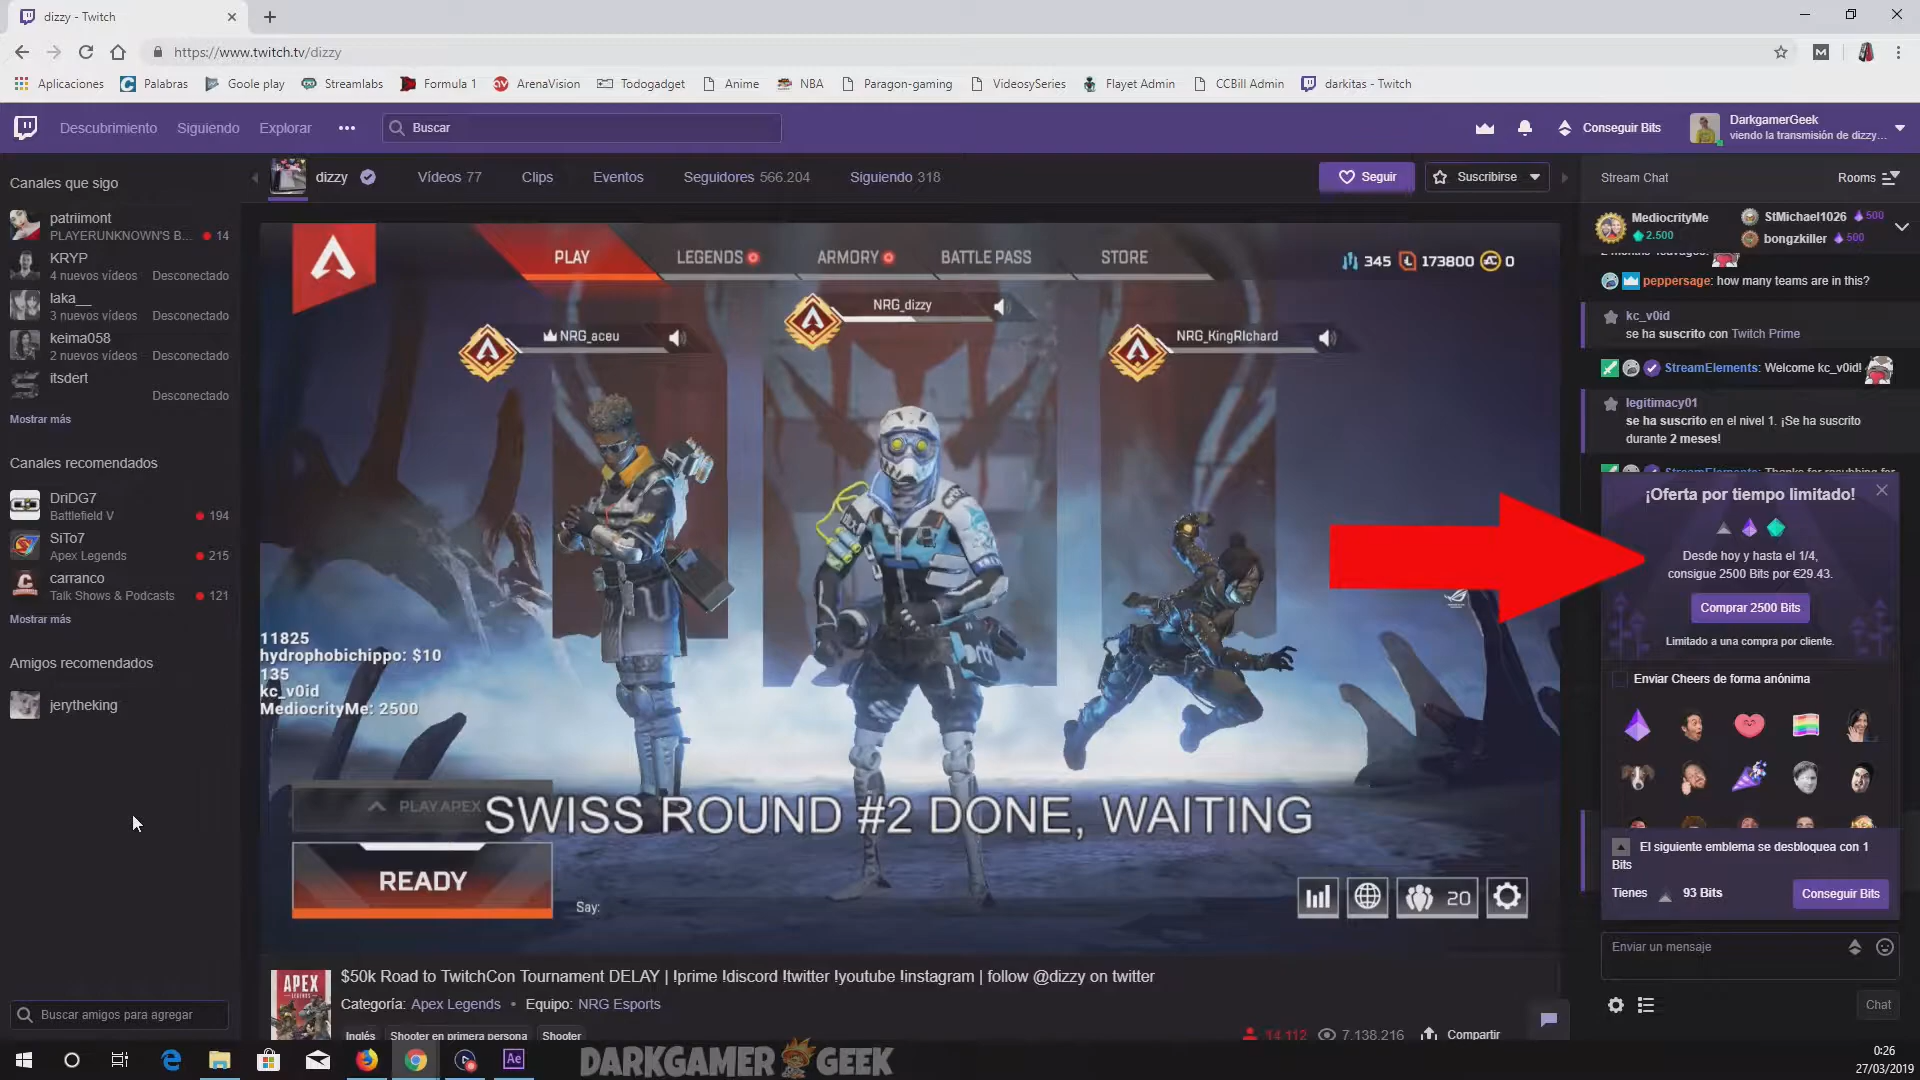 dizzy - Twitch
https://www.twitch.tv/dizzy
Aplicaciones
Palabras
Goole play
Streamlabs
Formula 1
ArenaVision
Todogadget
Anime
NBA
Paragon-gaming
VideosySeries
Flayet Admin
CCBill Admin
darkitas - Twitch
Descubrimiento
Siguiendo
Explorar
Buscar
Conseguir Bits
DarkgamerGeek
viendo la transmisión de dizzy...
Canales que sigo
patriimont
PLAYERUNKNOWN'S B... 14
KRYP
4 nuevos vídeos Desconectado
laka__
3 nuevos vídeos Desconectado
keima058
2 nuevos vídeos Desconectado
itsdert
Desconectado
Mostrar más
Canales recomendados
DriDG7
Battlefield V 194
SiTo7
Apex Legends 215
carranco
Talk Shows & Podcasts 121
Mostrar más
Amigos recomendados
jerytheking
Buscar amigos para agregar
dizzy
Vídeos 77
Clips
Eventos
Seguidores 566.204
Siguiendo 318
Seguir
Suscribirse
PLAY
LEGENDS
ARMORY
BATTLE PASS
STORE
345 173800 0
NRG_aceu
NRG_dizzy
NRG_KingRIchard
11825
hydrophobichippo: $10
135
kc_v0id
MediocrityMe: 2500
PLAY APEX
SWISS ROUND #2 DONE, WAITING
READY
Say:
20
APEX
$50k Road to TwitchCon Tournament DELAY | !prime !discord !twitter !youtube !instagram | follow @dizzy on twitter
Categoría: Apex Legends • Equipo: NRG Esports
Inglés
Shooter en primera persona
Shooter
14.112
7.138.216
Compartir
Stream Chat
Rooms
MediocrityMe
2.500
StMichael1026 500
bongzkiller 500
peppersage: how many teams are in this?
kc_v0id
se ha suscrito con Twitch Prime
StreamElements: Welcome kc_v0id!
legitimacy01
se ha suscrito en el nivel 1. ¡Se ha suscrito
durante 2 meses!
StreamElements: Thanks for resubbing for
¡Oferta por tiempo limitado!
Desde hoy y hasta el 1/4,
consigue 2500 Bits por €29.43.
Comprar 2500 Bits
Limitado a una compra por cliente.
Enviar Cheers de forma anónima
El siguiente emblema se desbloquea con 1
Bits
Tienes 93 Bits
Conseguir Bits
Enviar un mensaje
Chat
Ae
DARKGAMER GEEK
0:26
27/03/2019